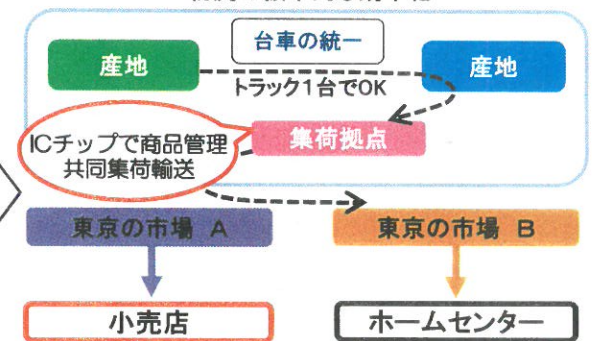 台車の統一
産地
産地
トラック1台でOK
ICチップで商品管理
共同集荷輸送
集荷拠点
東京の市場 A
東京の市場 B
小売店
ホームセンター